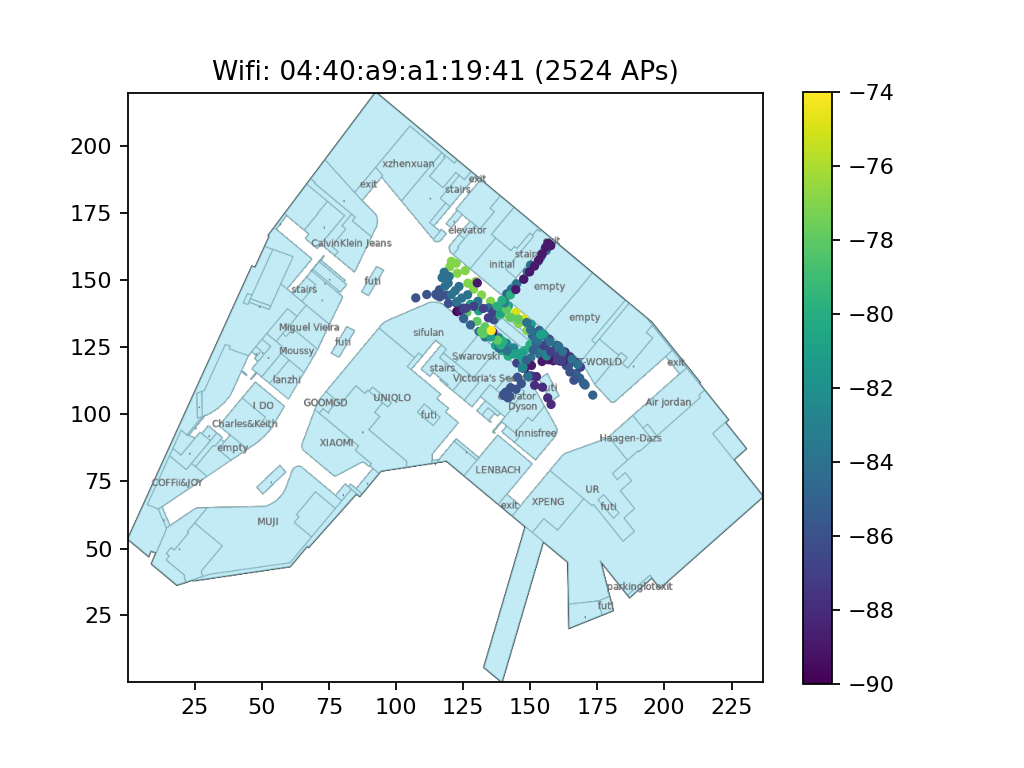 Wifi: 04:40:a9:a1:19:41 (2524 APs)
−74
−76
−78
−80
−82
−84
−86
−88
−90
200
175
150
125
100
75
50
25
25
50
75
100
125
150
175
200
225
xzhenxuan
exit
exit
stairs
elevator
CalvinKlein Jeans
stairs
initial
futi
empty
stairs
empty
Miguel Vieira
sifulan
futi
Moussy
Swarovski
T-WORLD
exit
stairs
lanzhi
Victoria's Se
uti
UNIQLO
ator
I DO
GOOMGD
Dyson
Air jordan
futi
Charles&Keith
Innisfree
Haagen-Dazs
XIAOMI
empty
LENBACH
COFFii&JOY
UR
exit
XPENG
futi
MUJI
parkinglotexit
futi